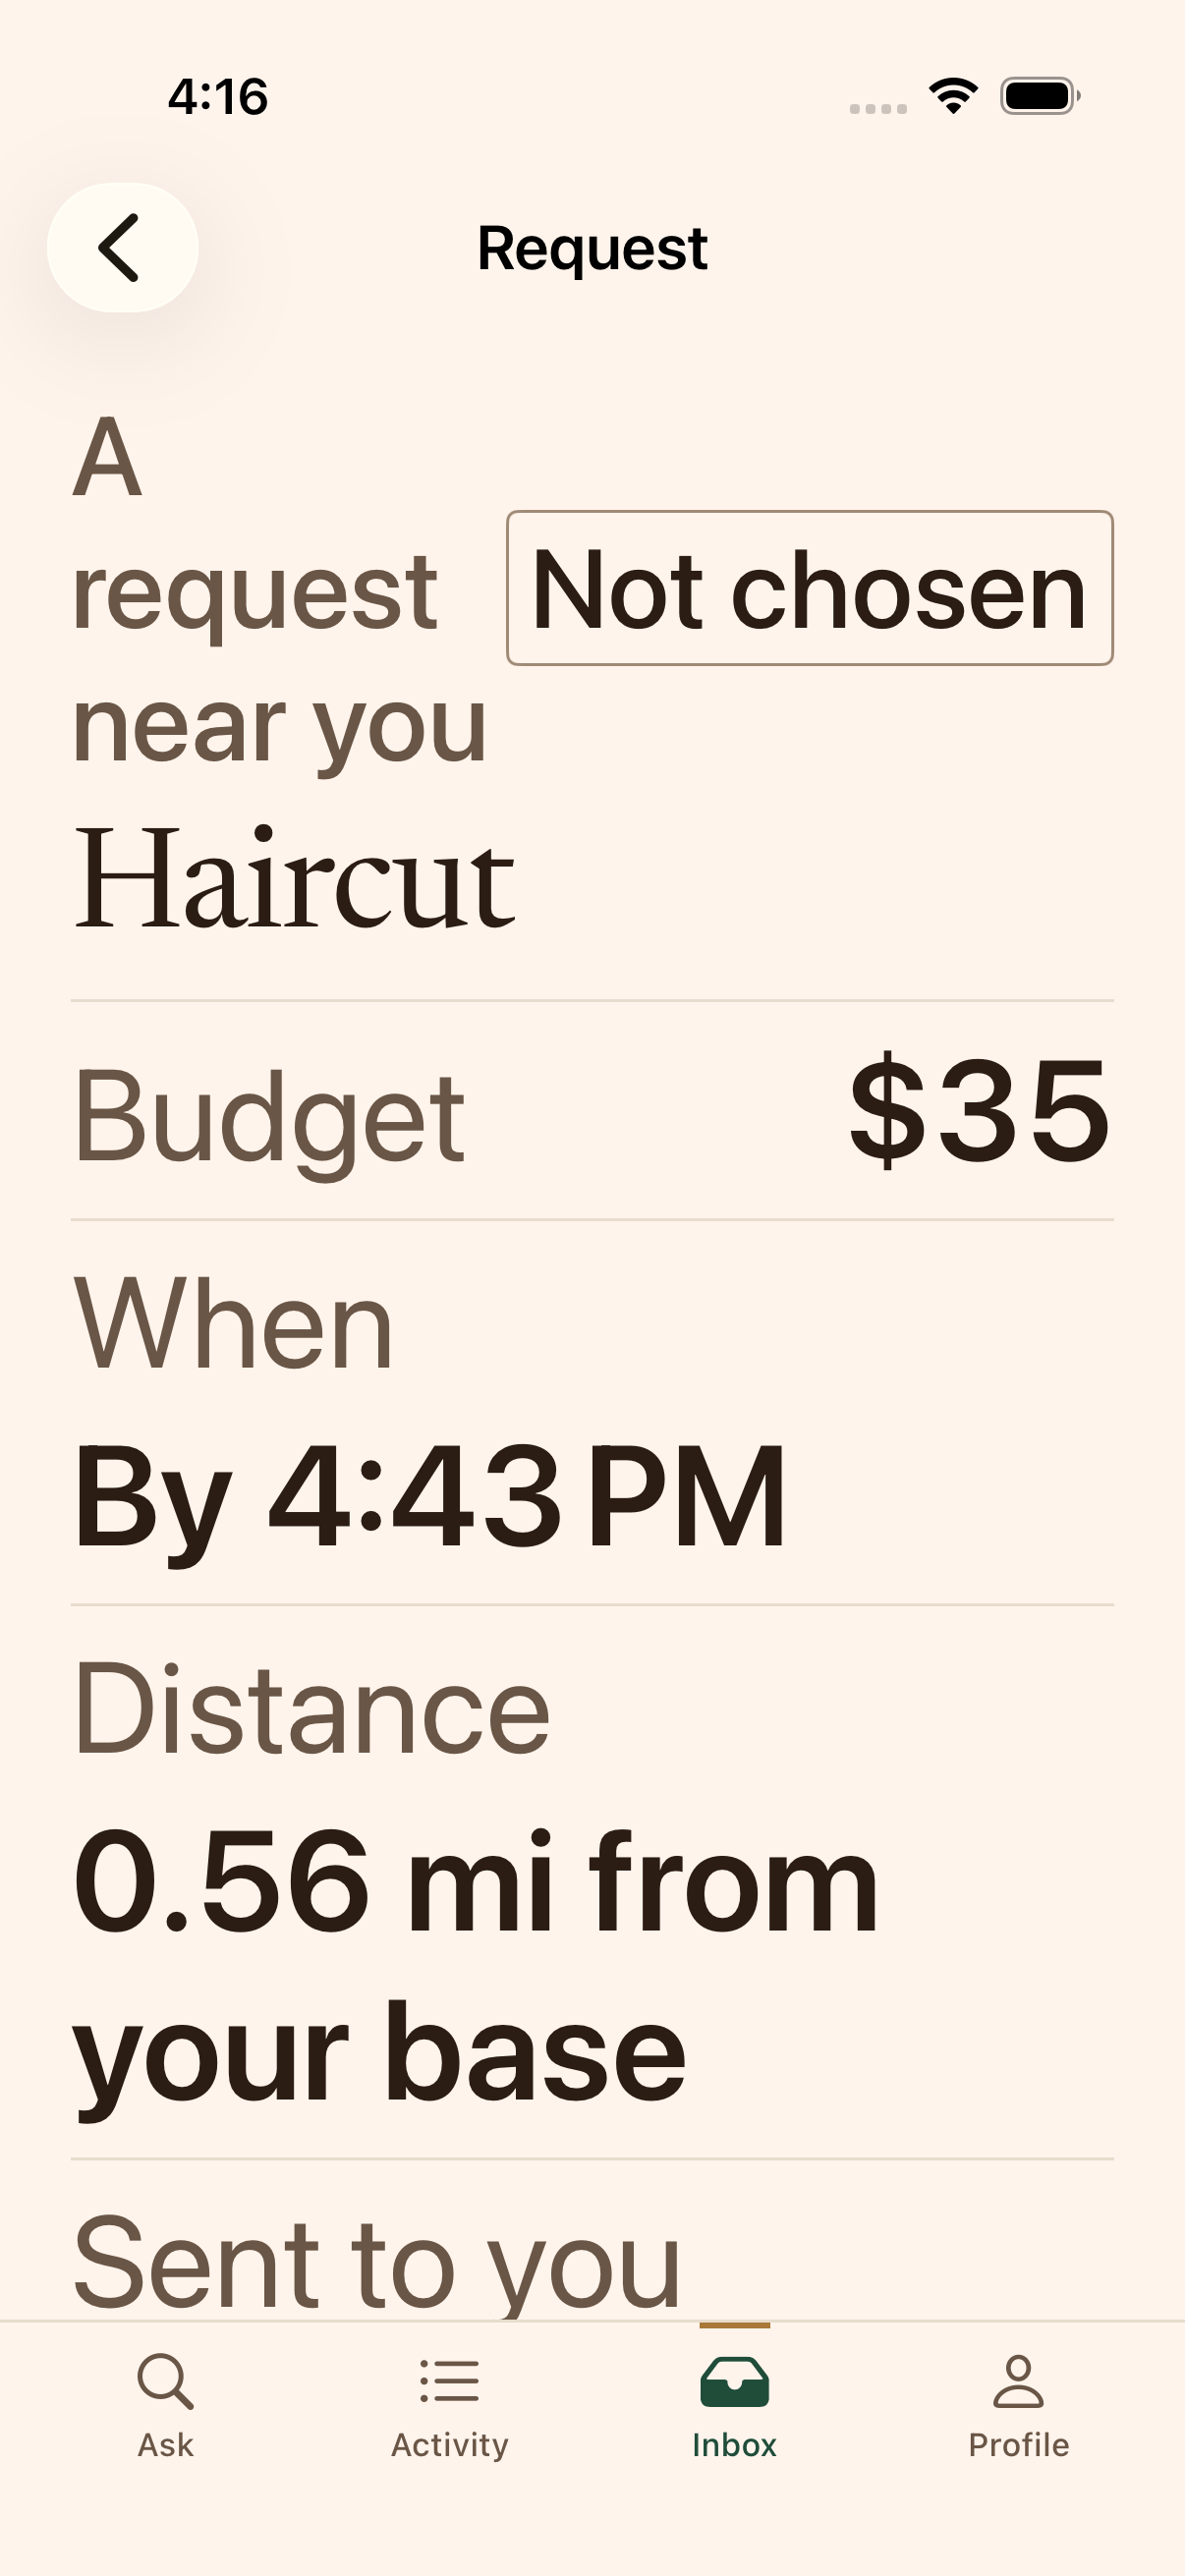 4:16
Request
A
request
near you
Not chosen
Haircut
Budget
$35
When
By 4:43 PM
Distance
0.56 mi from
your base
Sent to you
Ask
Activity
Inbox
Profile